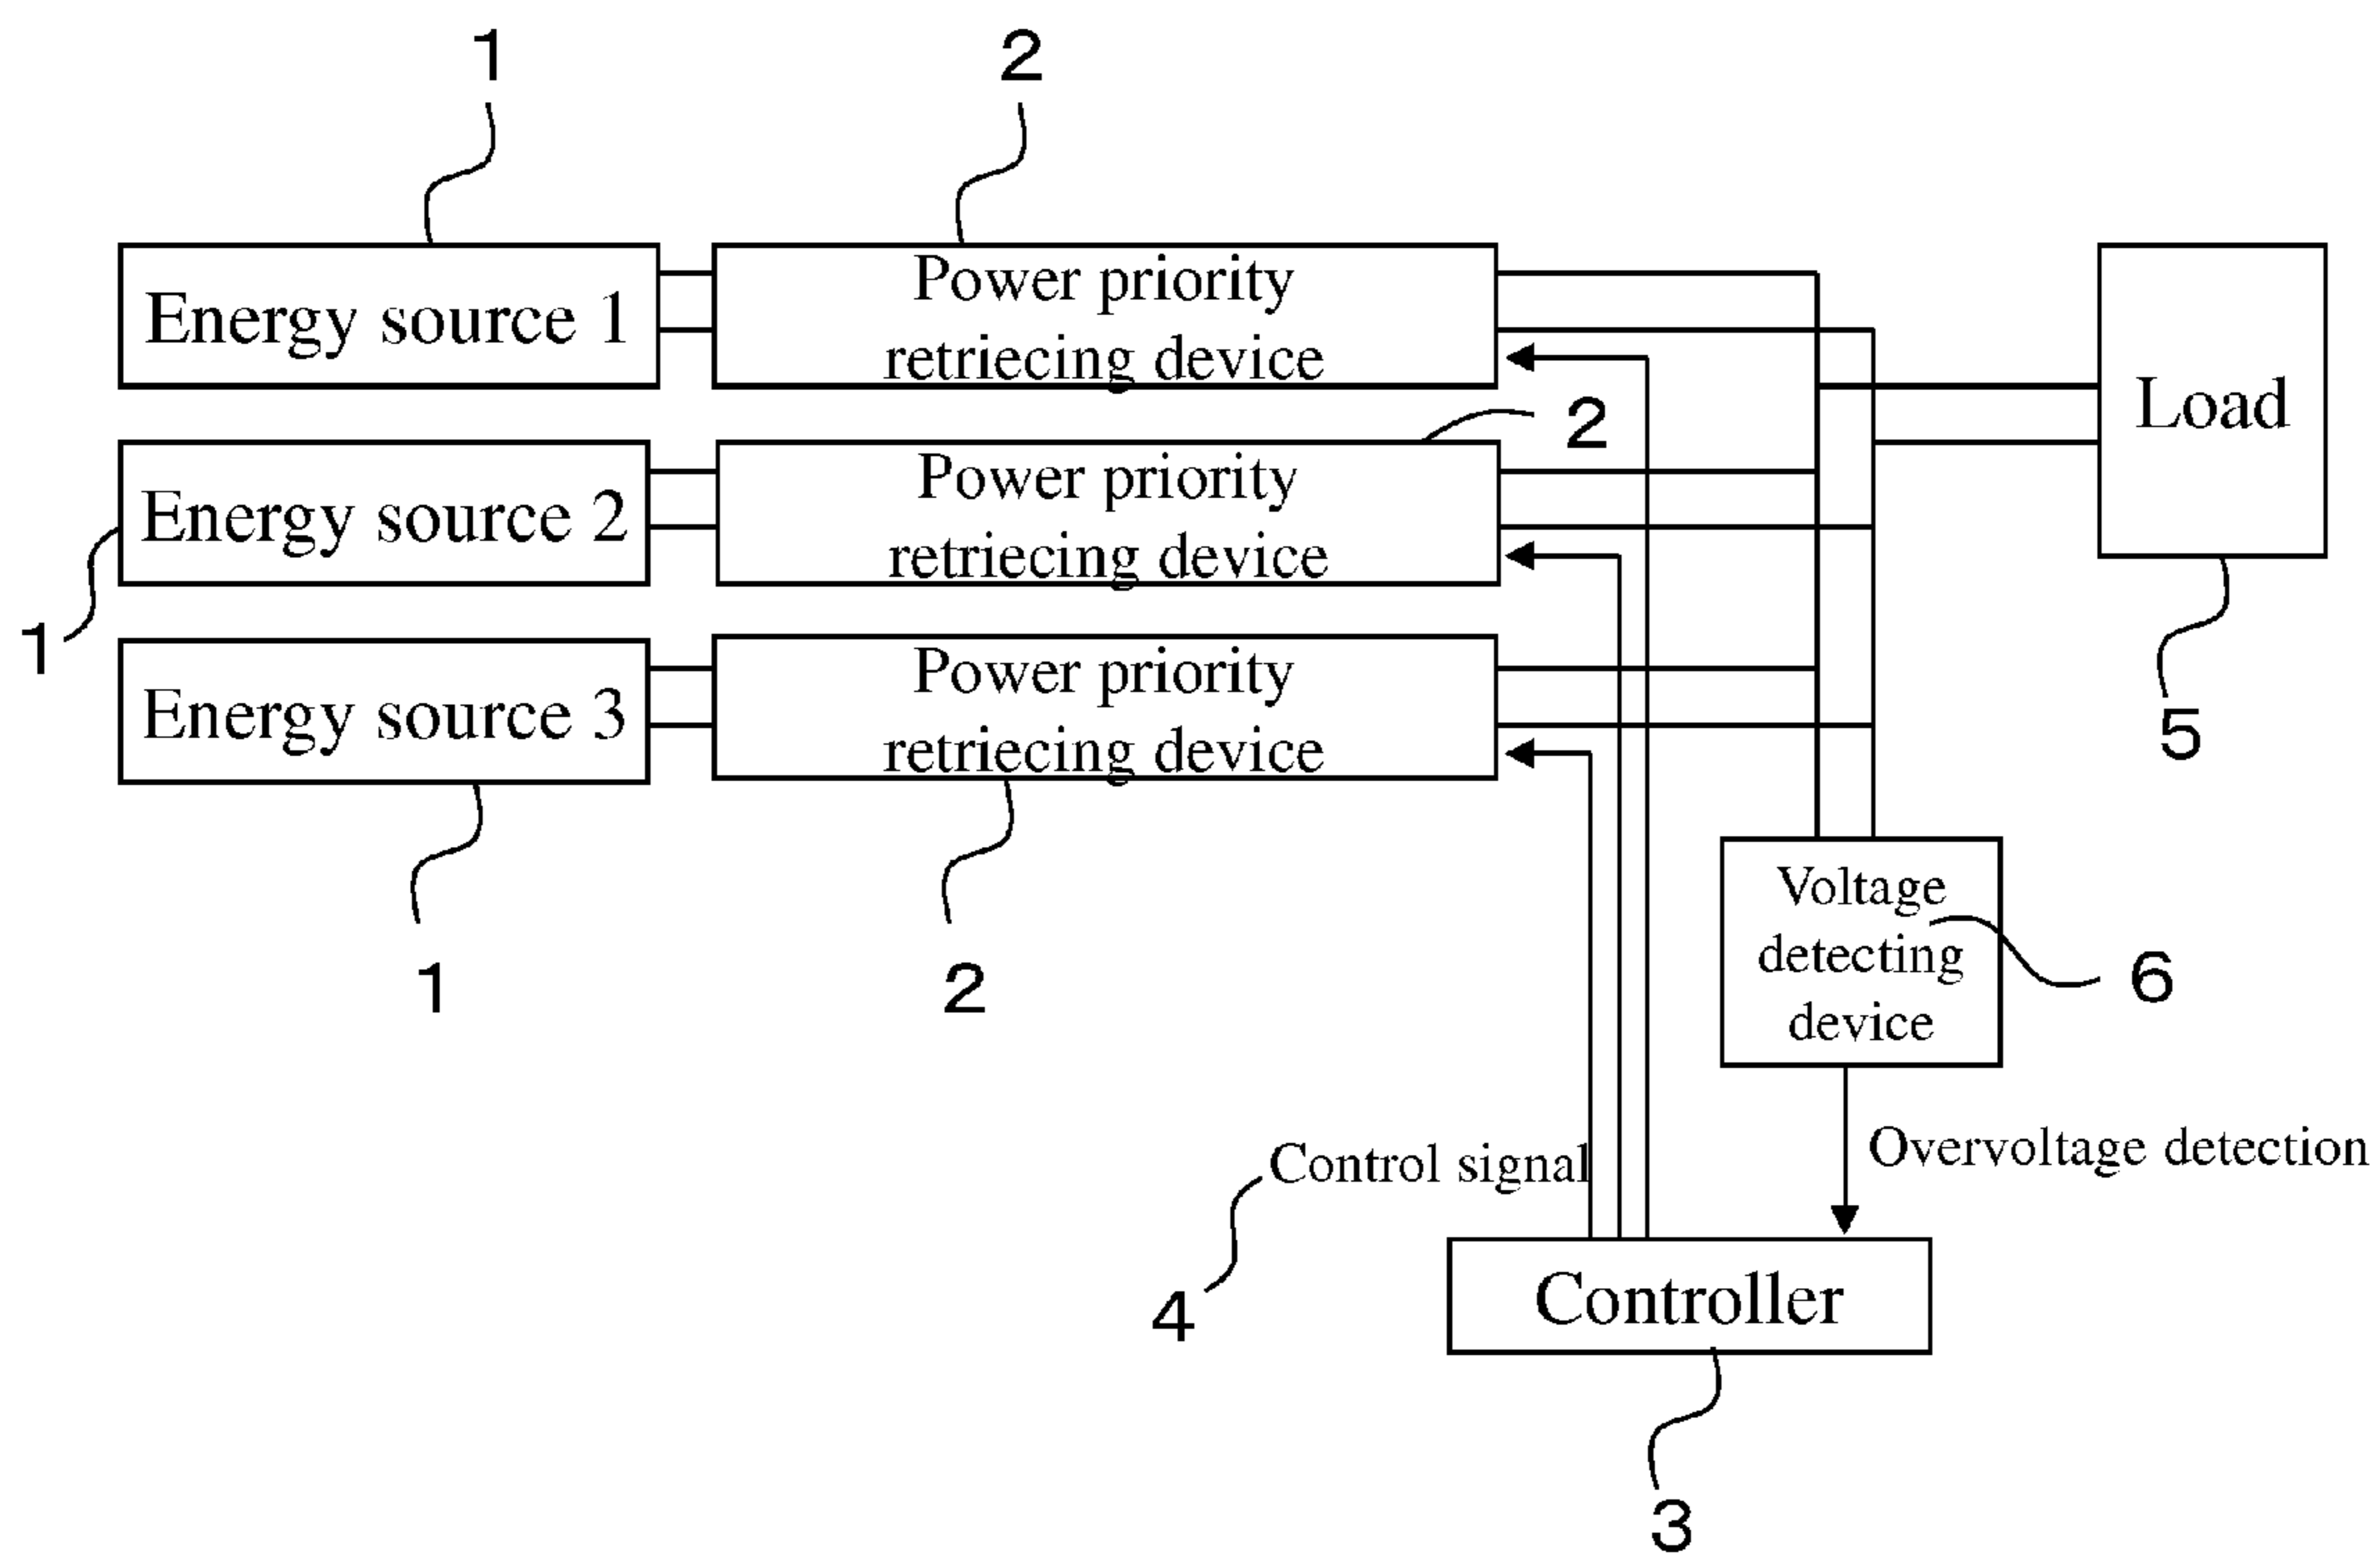 1
2
Energy source 1
Power priority
retriecing device
Load
2
Energy source 2
Power priority
retriecing device
1
Energy source 3
Power priority
retriecing device
5
1
2
Voltage
detecting
device
6
Control signal
Overvoltage detection
4
Controller
3